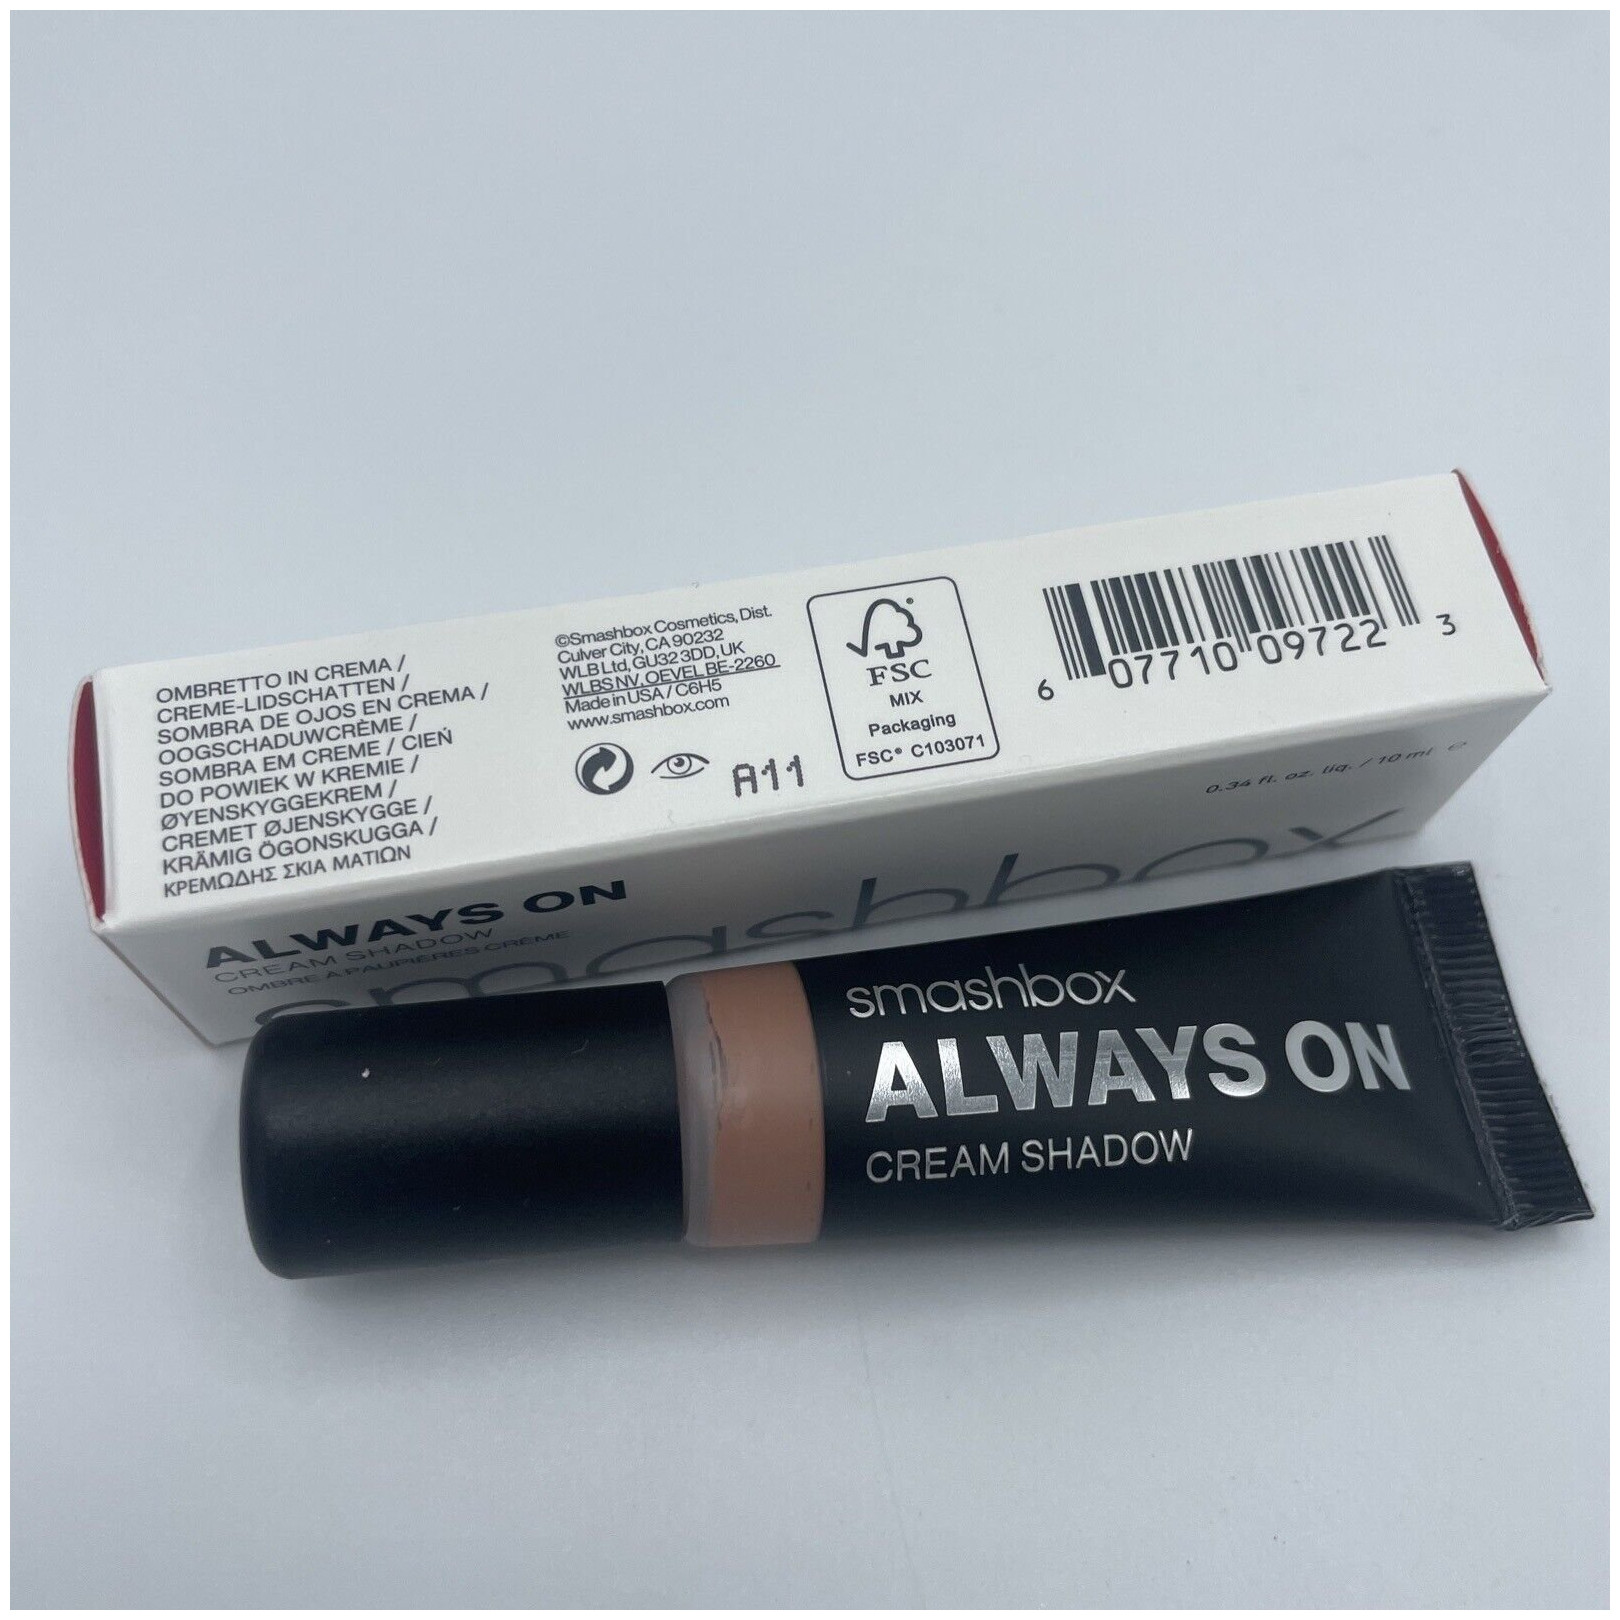 OMBRETTO IN CREMA /
CREME-LIDSCHATTEN /
SOMBRA DE OJOS EN CREMA /
OOGSCHADUWCRÈME /
SOMBRA EM CREME / CIEŃ
DO POWIEK W KREMIE /
ØYENSKYGGEKREM /
CREMET ØJENSKYGGE /
KRÄMIG ÖGONSKUGGA /
ΚΡΕΜΩΔΗΣ ΣΚΙΑ ΜΑΤΙΩΝ
©Smashbox Cosmetics, Dist.
Culver City, CA 90232
WLB Ltd, GU32 3DD, UK
WLBS NV, OEVEL BE-2260
Made in USA / C6H5
www.smashbox.com
A11
FSC
MIX
Packaging
FSC® C103071
6 07710 09722 3
0.34 fl. oz. liq. / 10 ml e
ALWAYS ON
CREAM SHADOW
OMBRE À PAUPIÈRES CRÈME
smashbox
smashbox
ALWAYS ON
CREAM SHADOW